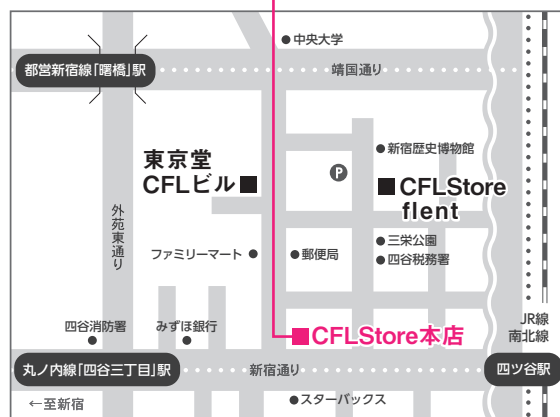 中央大学
都営新宿線「曙橋」駅
靖国通り
新宿歴史博物館
東京堂
CFLビル
P
CFLStore
flent
外苑東通り
ファミリーマート
郵便局
三栄公園
四谷税務署
四谷消防署
みずほ銀行
CFLStore本店
JR線
南北線
丸ノ内線「四谷三丁目」駅
新宿通り
四ツ谷駅
←至新宿
スターバックス